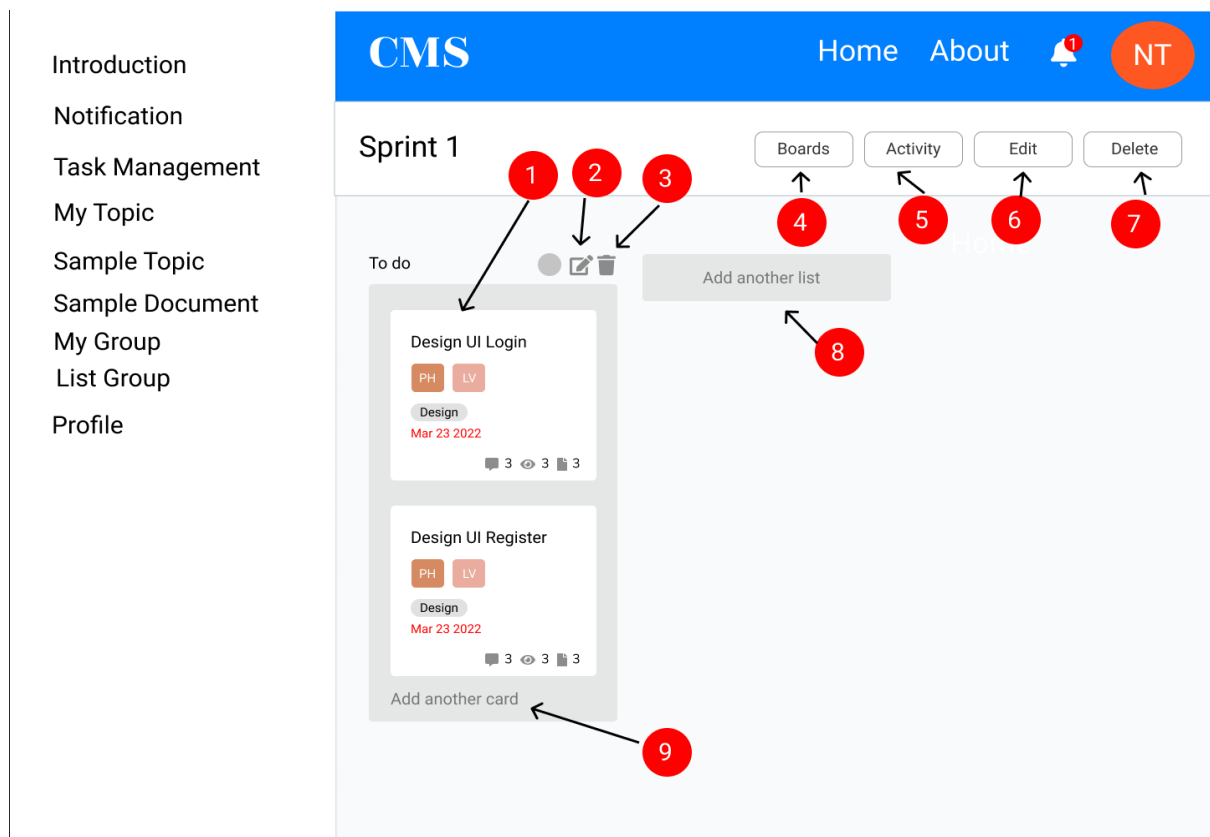 Introduction
Notification
Task Management
My Topic
Sample Topic
Sample Document
My Group
List Group
Profile
CMS Home About 1 NT
Sprint 1 Boards Activity Edit Delete
1 2 3
4 5 6 7
To do Add another list
8
Design UI Login
PH LV
Design
Mar 23 2022
3 3 3
Design UI Register
PH LV
Design
Mar 23 2022
3 3 3
Add another card
9